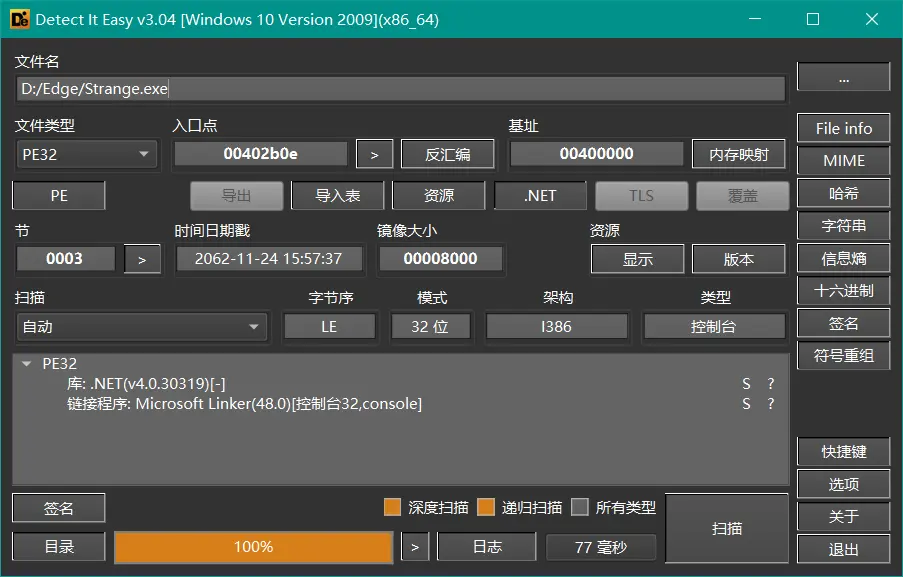 Detect It Easy v3.04 [Windows 10 Version 2009](x86_64)
文件名
D:/Edge/Strange.exe
...
文件类型 入口点 基址
File info
PE32 00402b0e > 反汇编 00400000 内存映射
MIME
PE 导出 导入表 资源 .NET TLS 覆盖
哈希
节 时间日期戳 镜像大小 资源
字符串
0003 > 2062-11-24 15:57:37 00008000 显示 版本
信息熵
扫描 字节序 模式 架构 类型
十六进制
自动 LE 32 位 I386 控制台
签名
符号重组
PE32
库: .NET(v4.0.30319)[-] S ?
链接程序: Microsoft Linker(48.0)[控制台32,console] S ?
快捷键
选项
签名 深度扫描 递归扫描 所有类型 扫描
关于
目录 100% > 日志 77 毫秒
退出